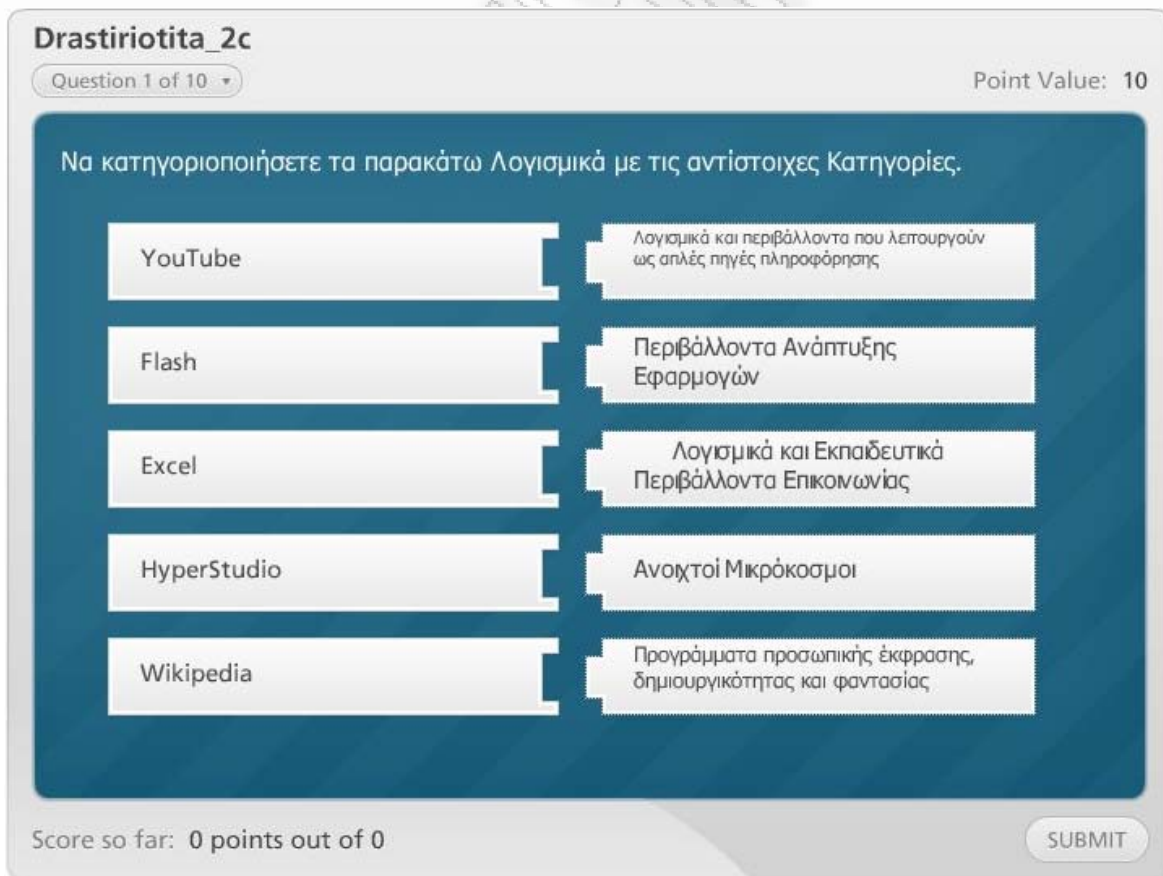 Drastiriotita_2c
Question 1 of 10
Point Value: 10
Να κατηγοριοποιήσετε τα παρακάτω Λογισμικά με τις αντίστοιχες Κατηγορίες.
YouTube
Λογισμικά και περιβάλλοντα που λειτουργούν
ως απλές πηγές πληροφόρησης
Flash
Περιβάλλοντα Ανάπτυξης
Εφαρμογών
Excel
Λογισμικά και Εκπαιδευτικά
Περιβάλλοντα Επικοινωνίας
HyperStudio
Ανοιχτοί Μικρόκοσμοι
Wikipedia
Προγράμματα προσωπικής έκφρασης,
δημιουργικότητας και φαντασίας
Score so far: 0 points out of 0
SUBMIT